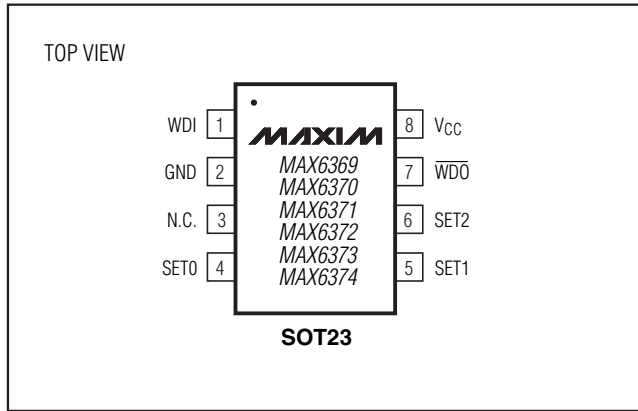 TOP VIEW
WDI 1
GND 2
N.C. 3
SET0 4
MAXIM
MAX6369
MAX6370
MAX6371
MAX6372
MAX6373
MAX6374
8 VCC
7 WDO
6 SET2
5 SET1
SOT23